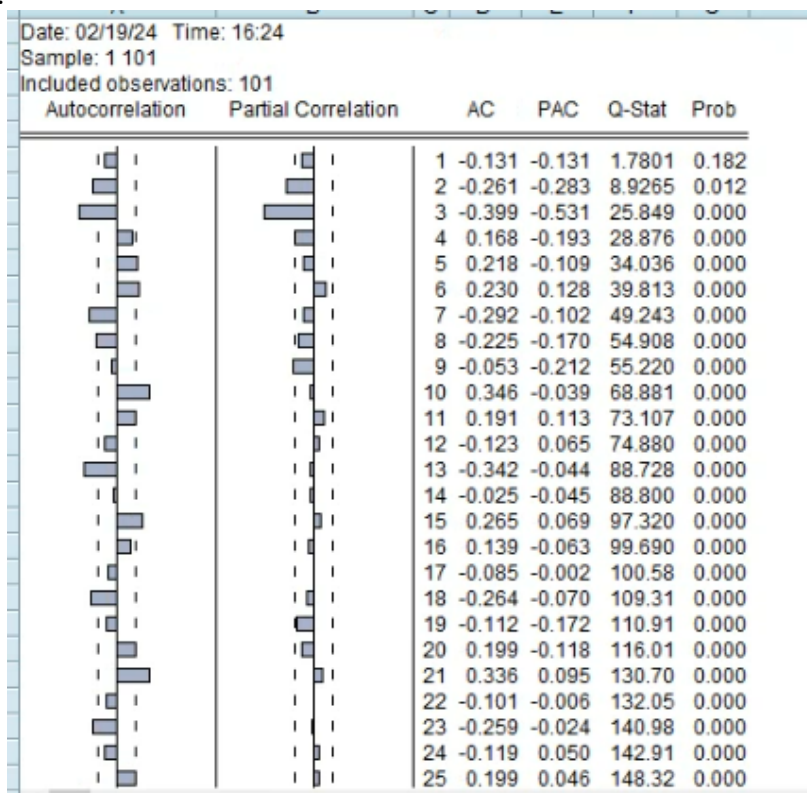 Date: 02/19/24 Time: 16:24
Sample: 1 101
Included observations: 101
Autocorrelation Partial Correlation AC PAC Q-Stat Prob
1 -0.131 -0.131 1.7801 0.182
2 -0.261 -0.283 8.9265 0.012
3 -0.399 -0.531 25.849 0.000
4 0.168 -0.193 28.876 0.000
5 0.218 -0.109 34.036 0.000
6 0.230 0.128 39.813 0.000
7 -0.292 -0.102 49.243 0.000
8 -0.225 -0.170 54.908 0.000
9 -0.053 -0.212 55.220 0.000
10 0.346 -0.039 68.881 0.000
11 0.191 0.113 73.107 0.000
12 -0.123 0.065 74.880 0.000
13 -0.342 -0.044 88.728 0.000
14 -0.025 -0.045 88.800 0.000
15 0.265 0.069 97.320 0.000
16 0.139 -0.063 99.690 0.000
17 -0.085 -0.002 100.58 0.000
18 -0.264 -0.070 109.31 0.000
19 -0.112 -0.172 110.91 0.000
20 0.199 -0.118 116.01 0.000
21 0.336 0.095 130.70 0.000
22 -0.101 -0.006 132.05 0.000
23 -0.259 -0.024 140.98 0.000
24 -0.119 0.050 142.91 0.000
25 0.199 0.046 148.32 0.000